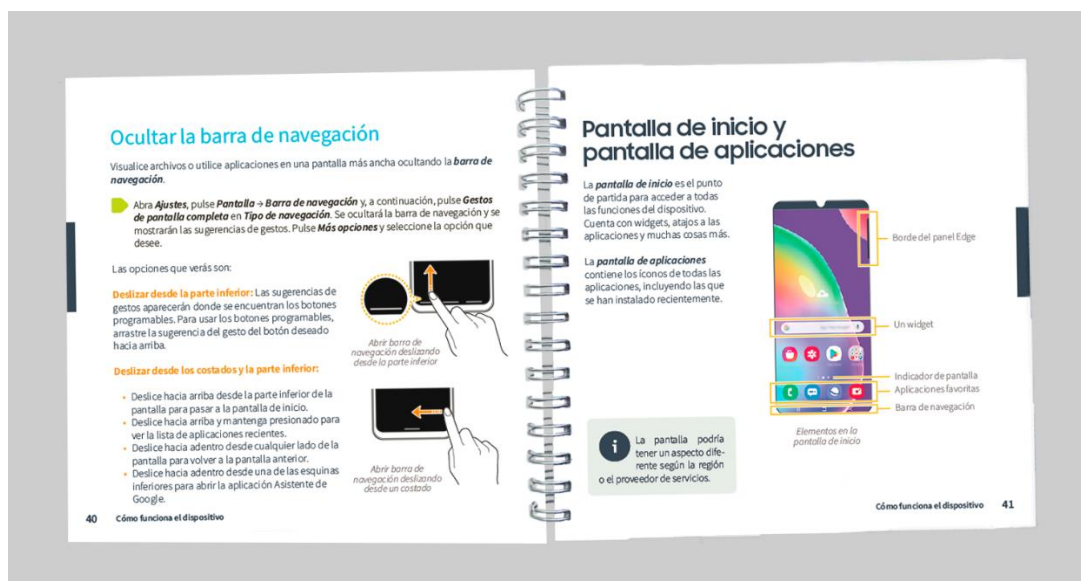 Ocultar la barra de navegación
Visualice archivos o utilice aplicaciones en una pantalla más ancha ocultando la barra de
navegación.
Abra Ajustes, pulse Pantalla → Barra de navegación y, a continuación, pulse Gestos
de pantalla completa en Tipo de navegación. Se ocultará la barra de navegación y se
mostrarán las sugerencias de gestos. Pulse Más opciones y seleccione la opción que
desee.
Las opciones que verás son:
Deslizar desde la parte inferior: Las sugerencias de
gestos aparecerán donde se encuentran los botones
programables. Para usar los botones programables,
arrastre la sugerencia del gesto del botón deseado
hacia arriba.
Abrir barra de
navegación deslizando
desde la parte inferior
Deslizar desde los costados y la parte inferior:
• Deslice hacia arriba desde la parte inferior de la
pantalla para pasar a la pantalla de inicio.
• Deslice hacia arriba y mantenga presionado para
ver la lista de aplicaciones recientes.
• Deslice hacia adentro desde cualquier lado de la
pantalla para volver a la pantalla anterior.
• Deslice hacia adentro desde una de las esquinas
inferiores para abrir la aplicación Asistente de
Google.
Abrir barra de
navegación deslizando
desde un costado
40 Cómo funciona el dispositivo
Pantalla de inicio y
pantalla de aplicaciones
La pantalla de inicio es el punto
de partida para acceder a todas
las funciones del dispositivo.
Cuenta con widgets, atajos a las
aplicaciones y muchas cosas más.
La pantalla de aplicaciones
contiene los íconos de todas las
aplicaciones, incluyendo las que
se han instalado recientemente.
Borde del panel Edge
Un widget
Indicador de pantalla
Aplicaciones favoritas
Barra de navegación
Elementos en la
pantalla de inicio
i
La pantalla podría
tener un aspecto dife-
rente según la región
o el proveedor de servicios.
Cómo funciona el dispositivo 41